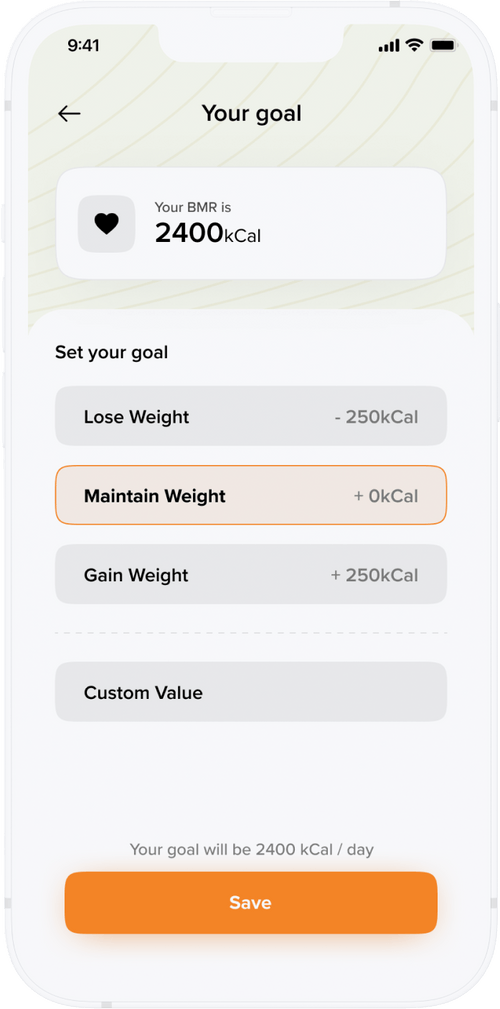 9:41
Your goal
Your BMR is
2400kCal
Set your goal
Lose Weight - 250kCal
Maintain Weight + 0kCal
Gain Weight + 250kCal
Custom Value
Your goal will be 2400 kCal / day
Save